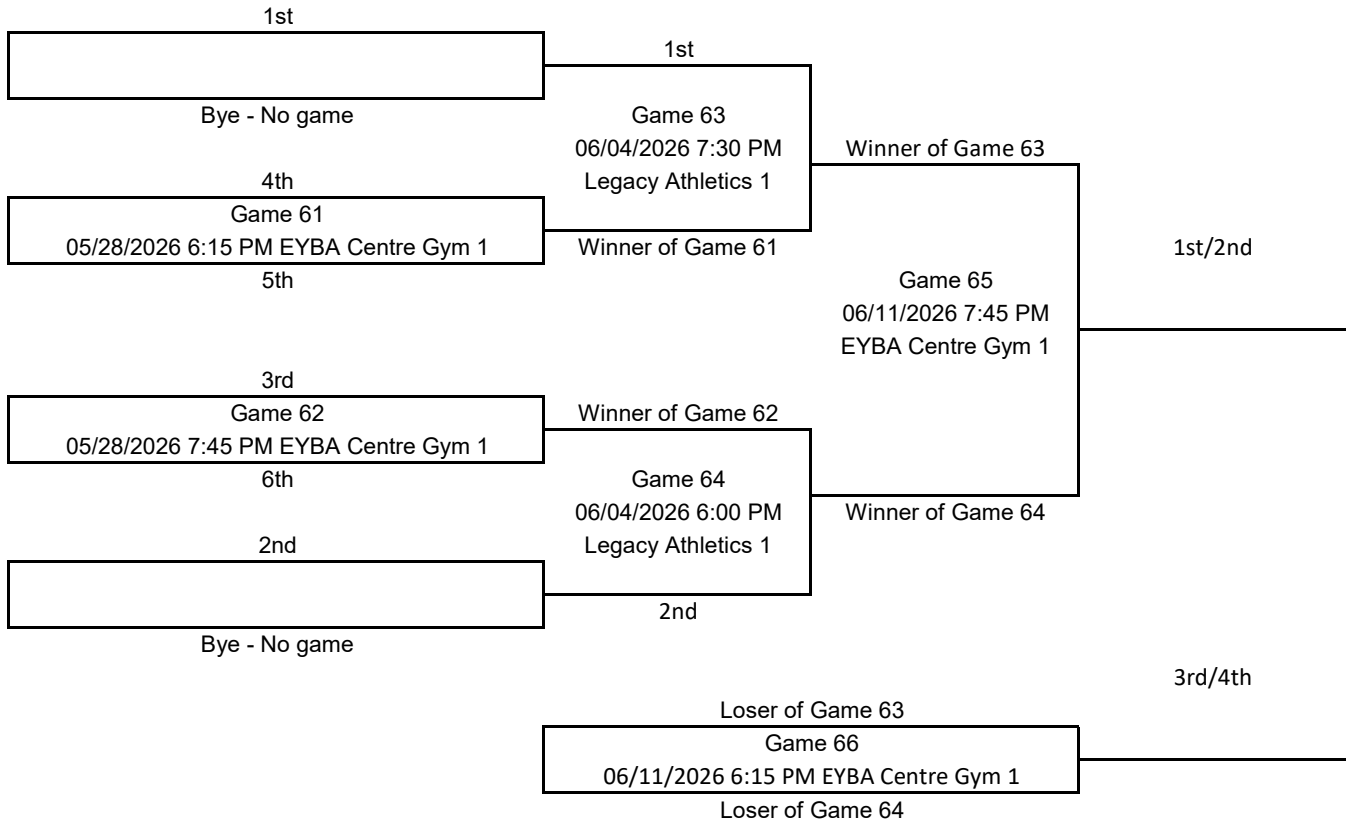 1st
1st
Bye - No game
Game 63
06/04/2026 7:30 PM
Winner of Game 63
4th
Legacy Athletics 1
Game 61
05/28/2026 6:15 PM EYBA Centre Gym 1
Winner of Game 61
1st/2nd
5th
Game 65
06/11/2026 7:45 PM
EYBA Centre Gym 1
3rd
Game 62
Winner of Game 62
05/28/2026 7:45 PM EYBA Centre Gym 1
6th
Game 64
06/04/2026 6:00 PM
Winner of Game 64
2nd
Legacy Athletics 1
2nd
Bye - No game
3rd/4th
Loser of Game 63
Game 66
06/11/2026 6:15 PM EYBA Centre Gym 1
Loser of Game 64